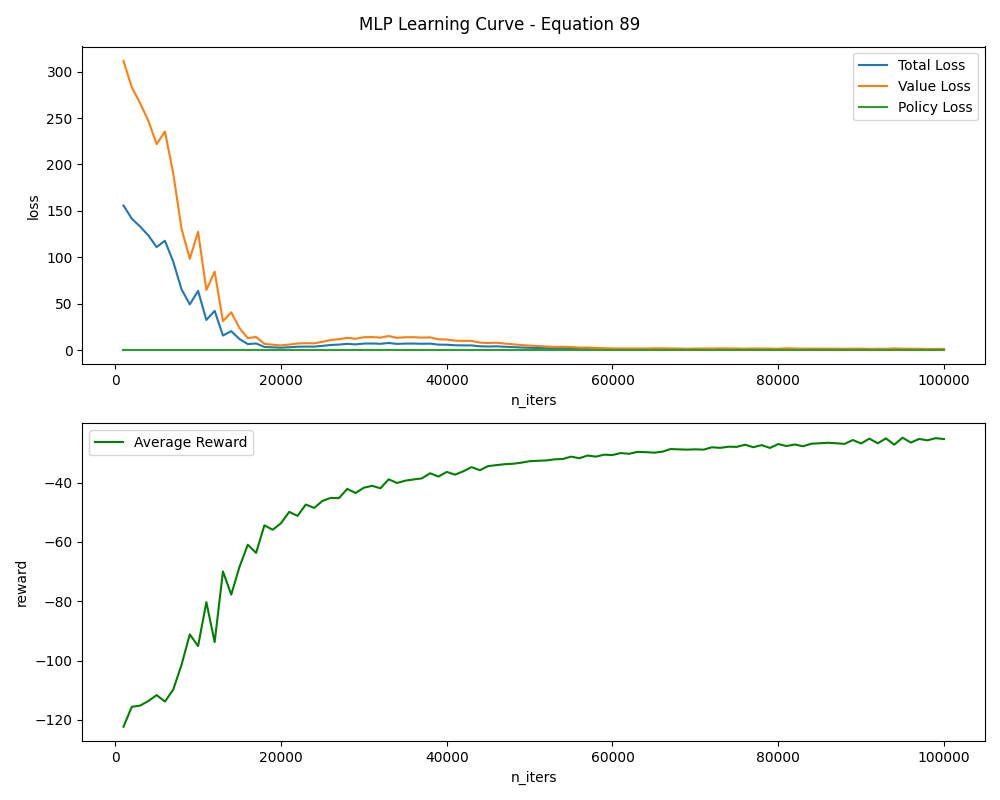 MLP Learning Curve - Equation 89
300
250
200
150
100
50
0
loss
Total Loss
Value Loss
Policy Loss
0 20000 40000 60000 80000 100000
n_iters
Average Reward
−40
−60
−80
−100
−120
reward
0 20000 40000 60000 80000 100000
n_iters